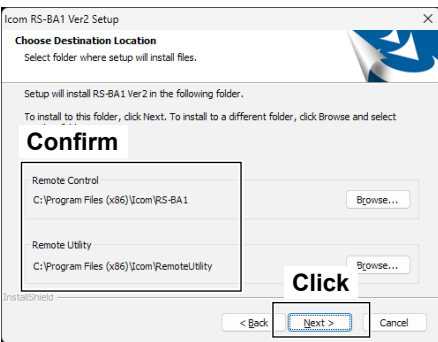 Icom RS-BA1 Ver2 Setup
Choose Destination Location
Select folder where setup will install files.
Setup will install RS-BA1 Ver2 in the following folder.
To install to this folder, click Next. To install to a different folder, click Browse and select
Confirm
Remote Control
C:\Program Files (x86)\Icom\RS-BA1
Browse...
Remote Utility
C:\Program Files (x86)\Icom\RemoteUtility
Browse...
Click
InstallShield
< Back
Next >
Cancel